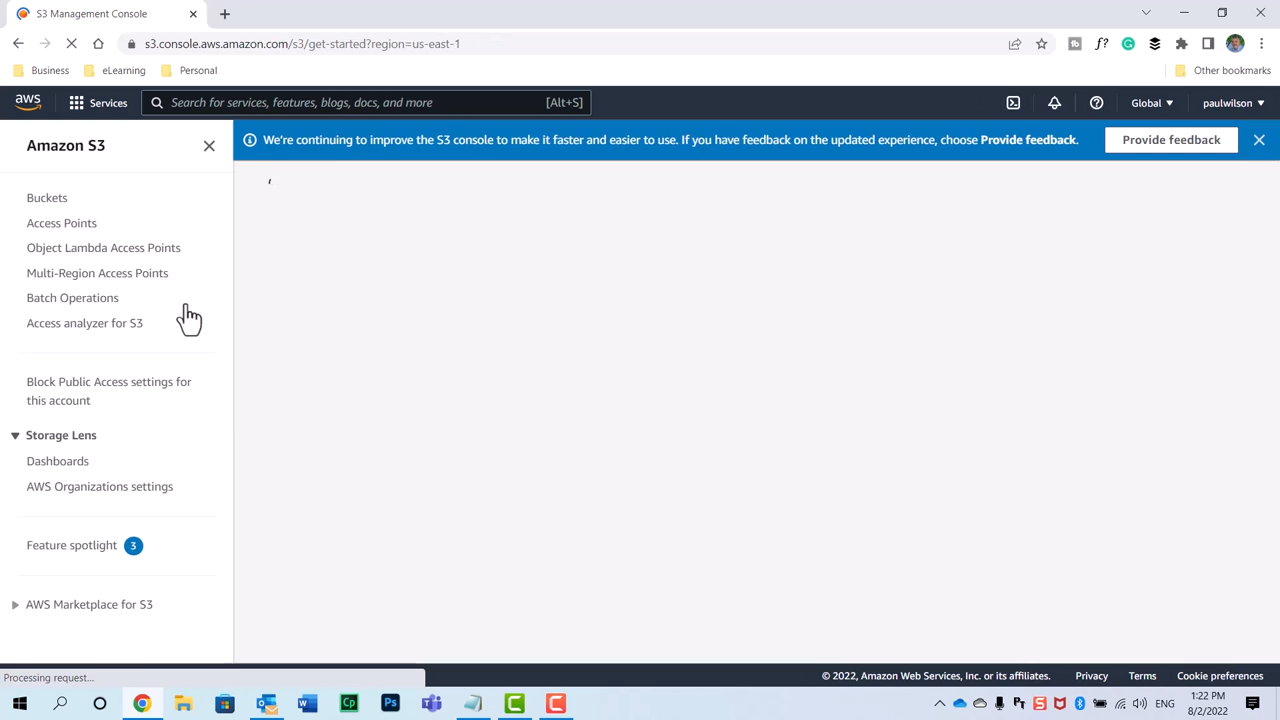 S3 Management Console
s3.console.aws.amazon.com/s3/get-started?region=us-east-1
Business
eLearning
Personal
Other bookmarks
aws
Services
Search for services, features, blogs, docs, and more
[Alt+S]
Global
paulwilson
Amazon S3
We're continuing to improve the S3 console to make it faster and easier to use. If you have feedback on the updated experience, choose Provide feedback.
Provide feedback
Buckets
Access Points
Object Lambda Access Points
Multi-Region Access Points
Batch Operations
Access analyzer for S3
Block Public Access settings for
this account
Storage Lens
Dashboards
AWS Organizations settings
Feature spotlight 3
AWS Marketplace for S3
Processing request...
© 2022, Amazon Web Services, Inc. or its affiliates.
Privacy
Terms
Cookie preferences
ENG
1:22 PM
8/2/2022